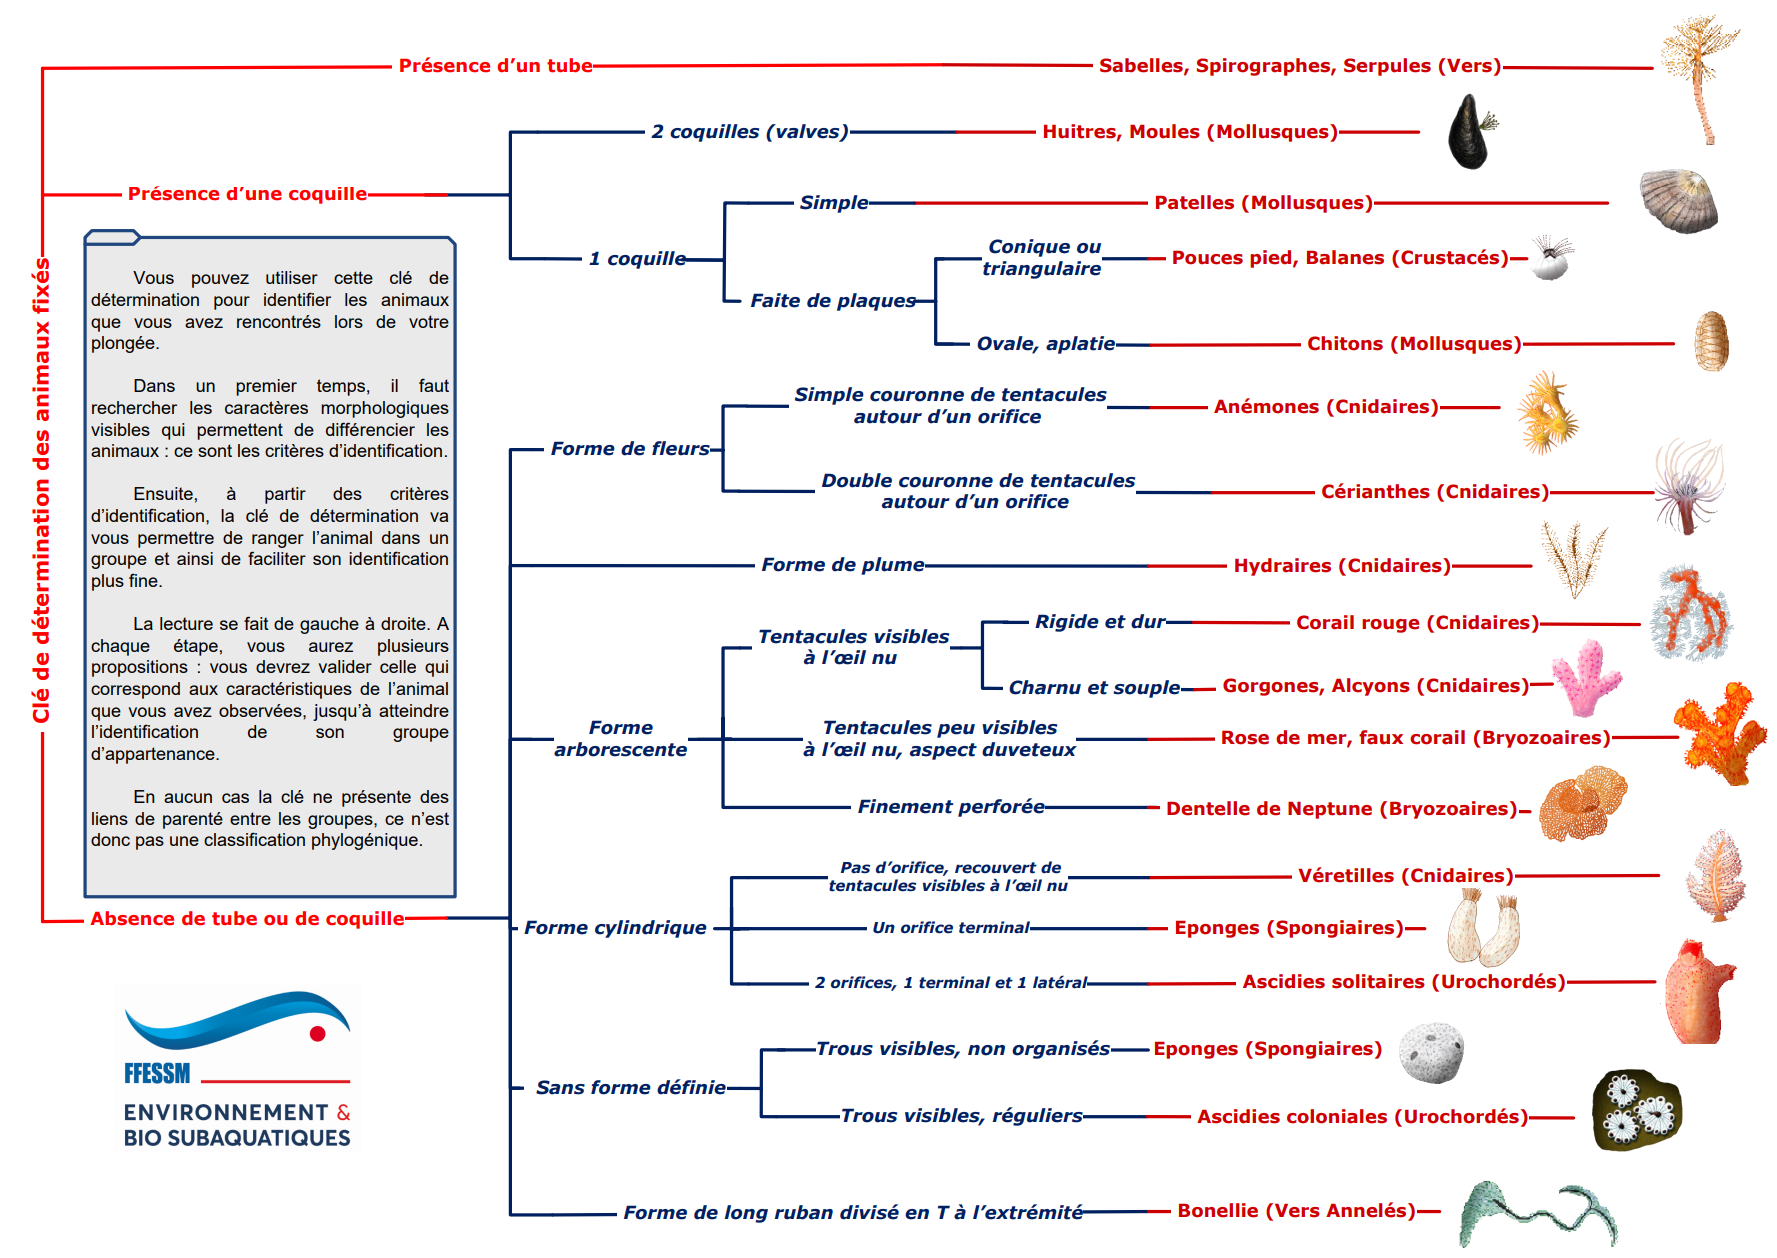 Clé de détermination des animaux fixés
Présence d’un tube
Sabelles, Spirographes, Serpules (Vers)
Présence d’une coquille
2 coquilles (valves)
Huitres, Moules (Mollusques)
1 coquille
Simple
Patelles (Mollusques)
Faite de plaques
Conique ou
triangulaire
Pouces pied, Balanes (Crustacés)
Ovale, aplatie
Chitons (Mollusques)
Vous pouvez utiliser cette clé de
détermination pour identifier les animaux
que vous avez rencontrés lors de votre
plongée.
Dans un premier temps, il faut
rechercher les caractères morphologiques
visibles qui permettent de différencier les
animaux : ce sont les critères d’identification.
Ensuite, à partir des critères
d’identification, la clé de détermination va
vous permettre de ranger l’animal dans un
groupe et ainsi de faciliter son identification
plus fine.
La lecture se fait de gauche à droite. A
chaque étape, vous aurez plusieurs
propositions : vous devrez valider celle qui
correspond aux caractéristiques de l’animal
que vous avez observées, jusqu’à atteindre
l’identification de son groupe
d’appartenance.
En aucun cas la clé ne présente des
liens de parenté entre les groupes, ce n’est
donc pas une classification phylogénique.
Absence de tube ou de coquille
Forme de fleurs
Simple couronne de tentacules
autour d’un orifice
Anémones (Cnidaires)
Double couronne de tentacules
autour d’un orifice
Cérianthes (Cnidaires)
Forme de plume
Hydraires (Cnidaires)
Forme
arborescente
Tentacules visibles
à l’œil nu
Rigide et dur
Corail rouge (Cnidaires)
Charnu et souple
Gorgones, Alcyons (Cnidaires)
Tentacules peu visibles
à l’œil nu, aspect duveteux
Rose de mer, faux corail (Bryozoaires)
Finement perforée
Dentelle de Neptune (Bryozoaires)
Forme cylindrique
Pas d’orifice, recouvert de
tentacules visibles à l’œil nu
Véretilles (Cnidaires)
Un orifice terminal
Eponges (Spongiaires)
2 orifices, 1 terminal et 1 latéral
Ascidies solitaires (Urochordés)
Sans forme définie
Trous visibles, non organisés
Eponges (Spongiaires)
Trous visibles, réguliers
Ascidies coloniales (Urochordés)
Forme de long ruban divisé en T à l’extrémité
Bonellie (Vers Annelés)
FFESSM
ENVIRONNEMENT &
BIO SUBAQUATIQUES